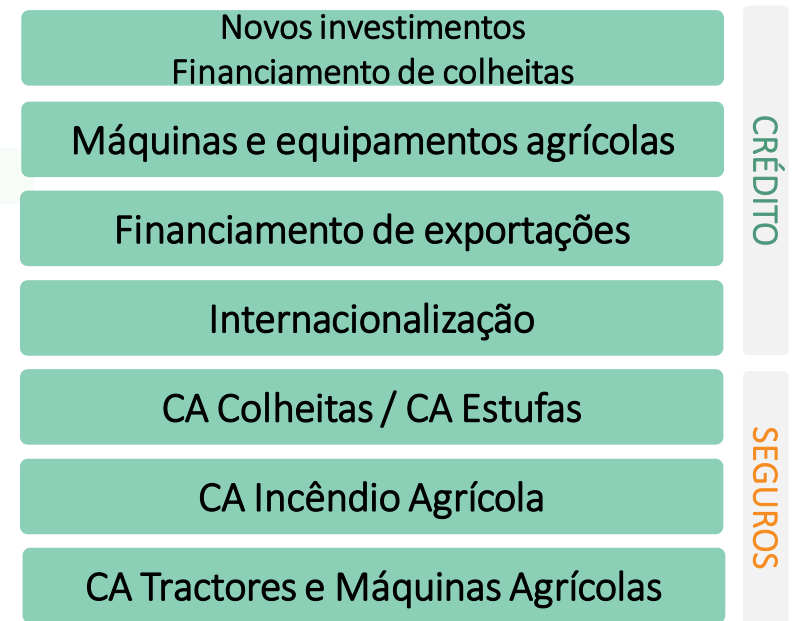 Novos investimentos
Financiamento de colheitas
Máquinas e equipamentos agrícolas
Financiamento de exportações
Internacionalização
CRÉDITO
CA Colheitas / CA Estufas
CA Incêndio Agrícola
CA Tractores e Máquinas Agrícolas
SEGUROS